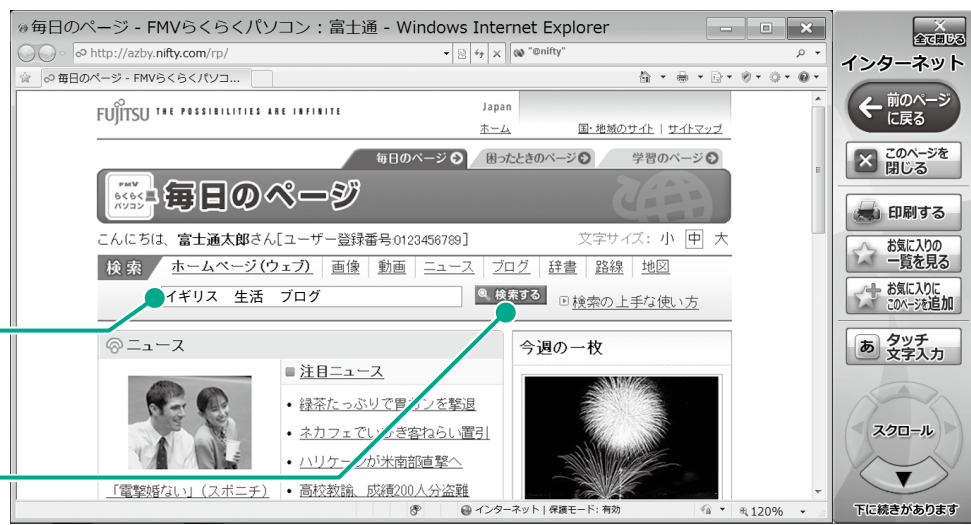 毎日のページ - FMVらくらくパソコン：富士通 - Windows Internet Explorer
http://azby.nifty.com/rp/
"@nifty"
毎日のページ - FMVらくらくパソコ...
FUJITSU THE POSSIBILITIES ARE INFINITE
Japan
ホーム
国・地域のサイト | サイトマップ
毎日のページ
困ったときのページ
学習のページ
FMV
らくらく
パソコン
毎日のページ
こんにちは、富士通太郎さん[ユーザー登録番号:0123456789]
文字サイズ: 小 中 大
検索
ホームページ(ウェブ) | 画像 | 動画 | ニュース | ブログ | 辞書 | 路線 | 地図
イギリス 生活 ブログ
検索する
検索の上手な使い方
ニュース
注目ニュース
・緑茶たっぷりで胃ガンを撃退
・ネカフェでいびき客ねらい置引
・ハリケーンが米南部直撃へ
・高校教諭、成績200人分盗難
「電撃婚ない」(スポニチ)
今週の一枚
インターネット | 保護モード: 有効
120%
全て閉じる
インターネット
前のページ
に戻る
このページを
閉じる
印刷する
お気に入りの
一覧を見る
お気に入りに
このページを追加
あ
タッチ
文字入力
スクロール
下に続きがあります